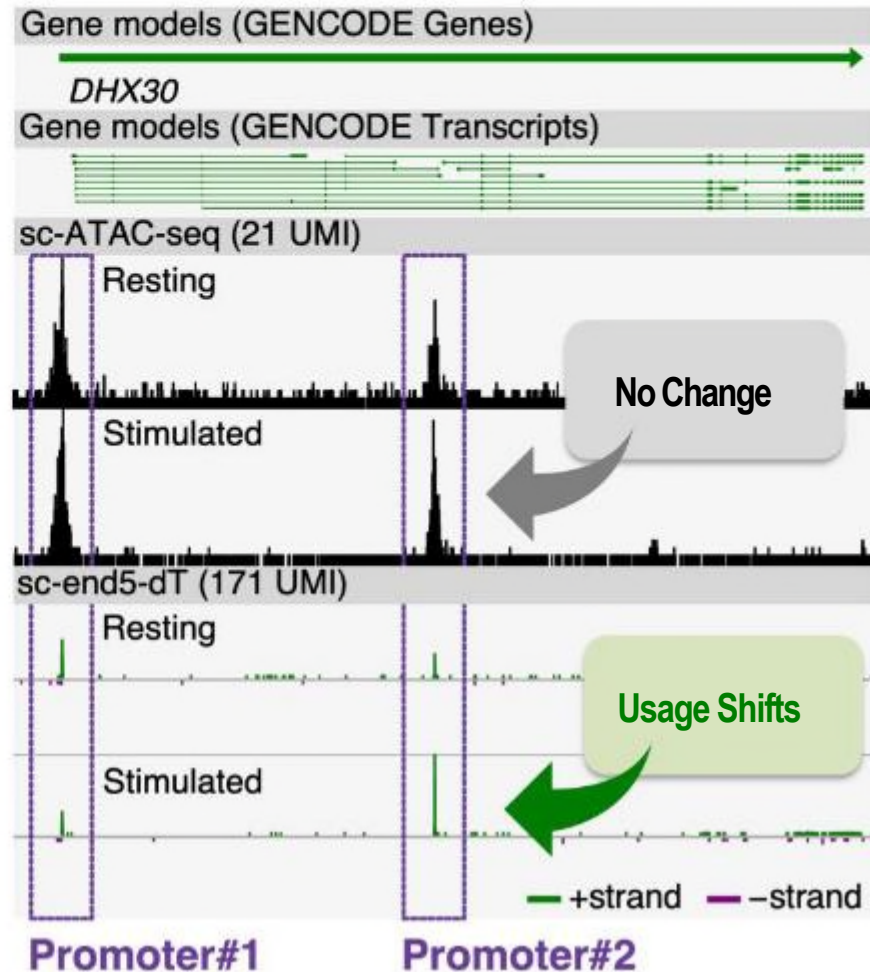 Gene models (GENCODE Genes)
DHX30
Gene models (GENCODE Transcripts)
sc-ATAC-seq (21 UMI)
Resting
No Change
Stimulated
sc-end5-dT (171 UMI)
Resting
Usage Shifts
Stimulated
+strand −strand
Promoter#1 Promoter#2